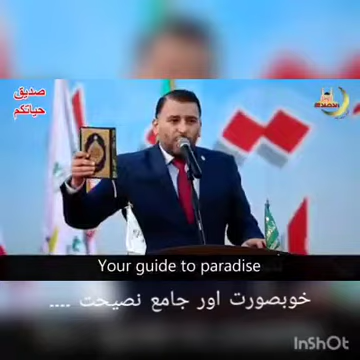 صديق
حياتكم
Your guide to paradise
خوبصورت اور جامع نصیحت ....
InShOt